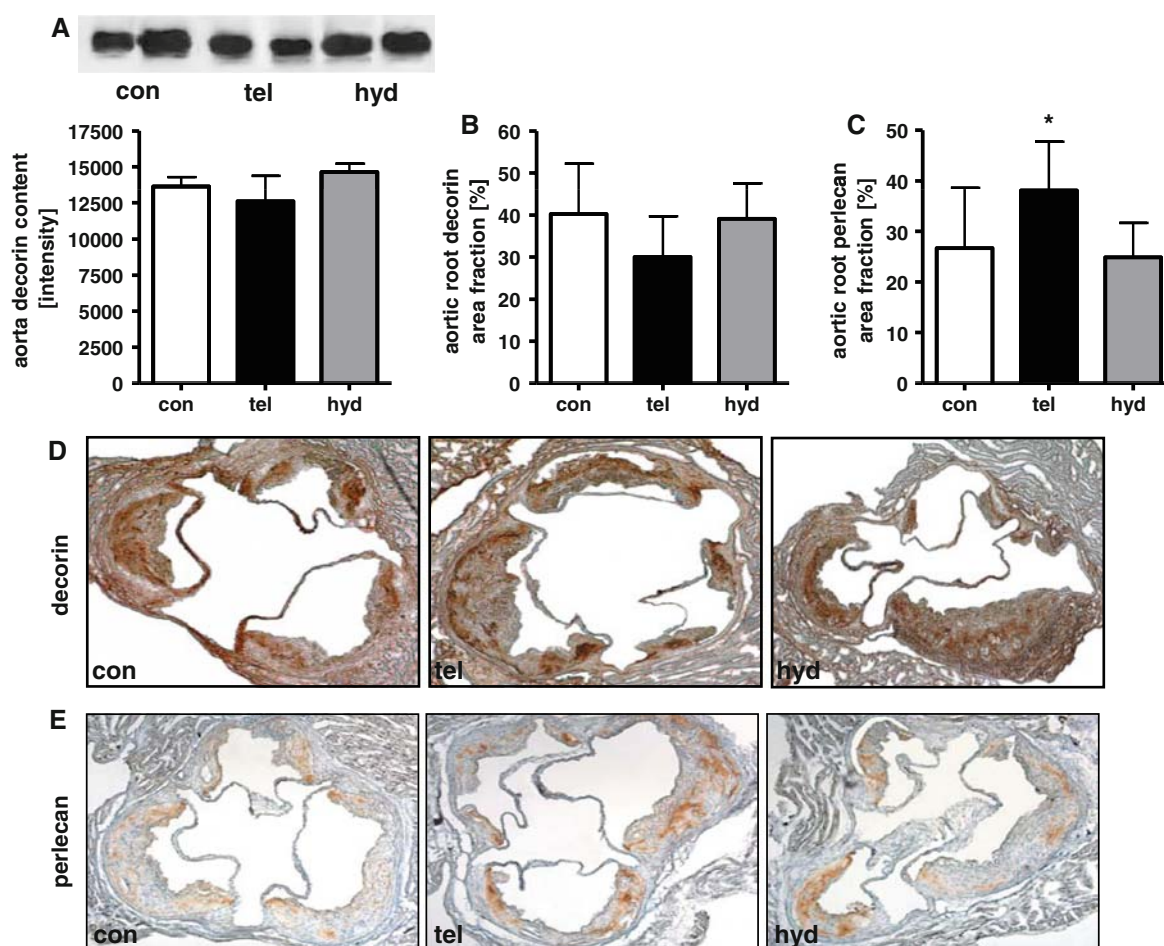 A
con tel hyd
aorta decorin content
[intensity]
17500
15000
12500
10000
7500
5000
2500
0
con tel hyd
B
aortic root decorin
area fraction [%]
60
50
40
30
20
10
0
con tel hyd
C
aortic root perlecan
area fraction [%]
50
40
30
20
10
0
*
con tel hyd
D
decorin
con
tel
hyd
E
perlecan
con
tel
hyd